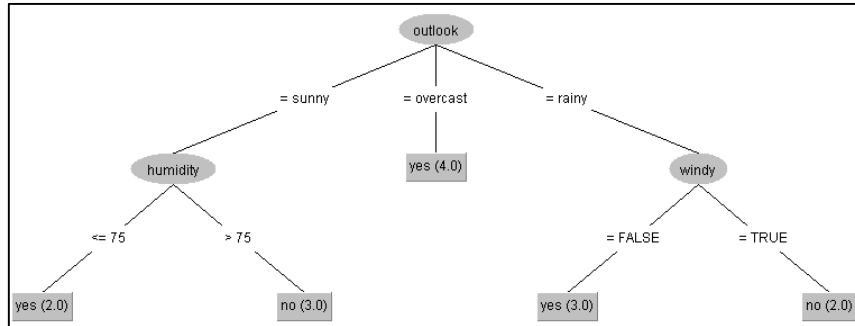 outlook
= sunny
= overcast
= rainy
humidity
yes (4.0)
windy
<= 75
> 75
= FALSE
= TRUE
yes (2.0)
no (3.0)
yes (3.0)
no (2.0)